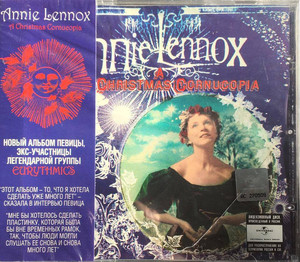 Annie Lennox
A Christmas Cornucopia
НОВЫЙ АЛЬБОМ ПЕВИЦЫ,
ЭКС-УЧАСТНИЦЫ
ЛЕГЕНДАРНОЙ ГРУППЫ
EURYTHMICS
"ЭТОТ АЛЬБОМ – ТО, ЧТО Я ХОТЕЛА
СДЕЛАТЬ УЖЕ МНОГО ЛЕТ" –
СКАЗАЛА В ИНТЕРВЬЮ ПЕВИЦА
"МНЕ БЫ ХОТЕЛОСЬ СДЕЛАТЬ
ПЛАСТИНКУ, КОТОРАЯ БЫЛА
БЫ ВНЕ ВРЕМЕННЫХ РАМОК,
ТАК, ЧТОБЫ ЛЮДИ МОГЛИ
СЛУШАТЬ ЕЕ СНОВА И СНОВА
МНОГО ЛЕТ"
nnie Lennox
A
CHRISTMAS CORNUCOPIA
UNIVERSAL